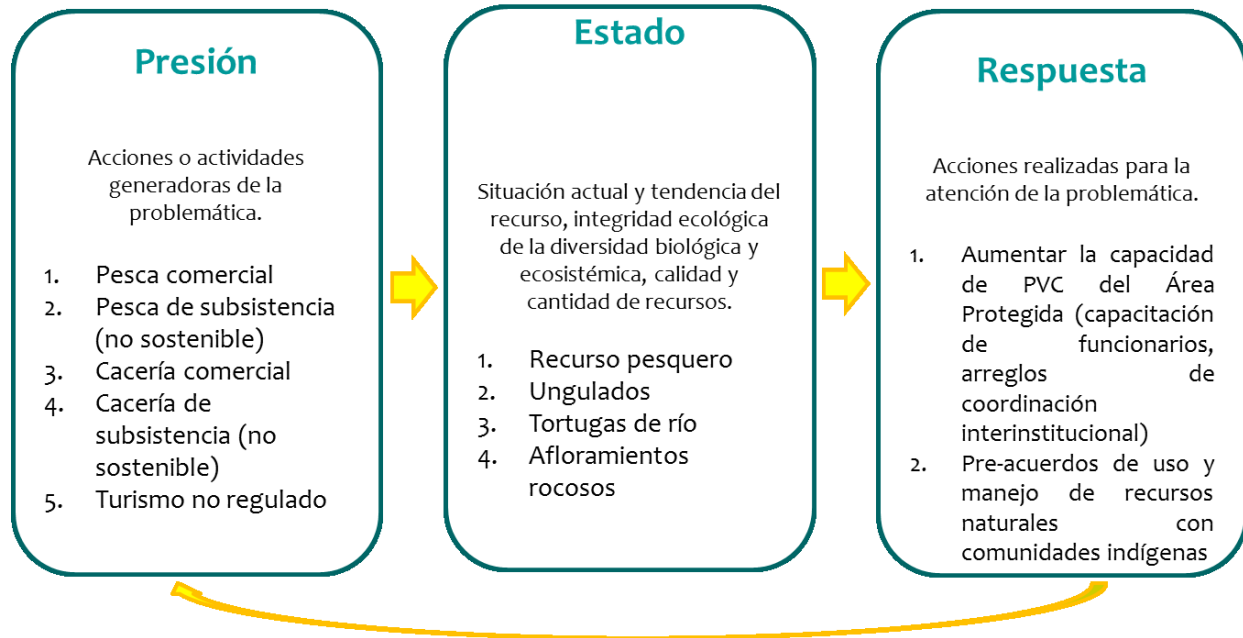 Presión
Acciones o actividades
generadoras de la
problemática.
1. Pesca comercial
2. Pesca de subsistencia
(no sostenible)
3. Cacería comercial
4. Cacería de
subsistencia (no
sostenible)
5. Turismo no regulado
Estado
Situación actual y tendencia del
recurso, integridad ecológica
de la diversidad biológica y
ecosistémica, calidad y
cantidad de recursos.
1. Recurso pesquero
2. Ungulados
3. Tortugas de río
4. Afloramientos
rocosos
Respuesta
Acciones realizadas para la
atención de la problemática.
1. Aumentar la capacidad
de PVC del Área
Protegida (capacitación
de funcionarios,
arreglos de
coordinación
interinstitucional)
2. Pre-acuerdos de uso y
manejo de recursos
naturales con
comunidades indígenas